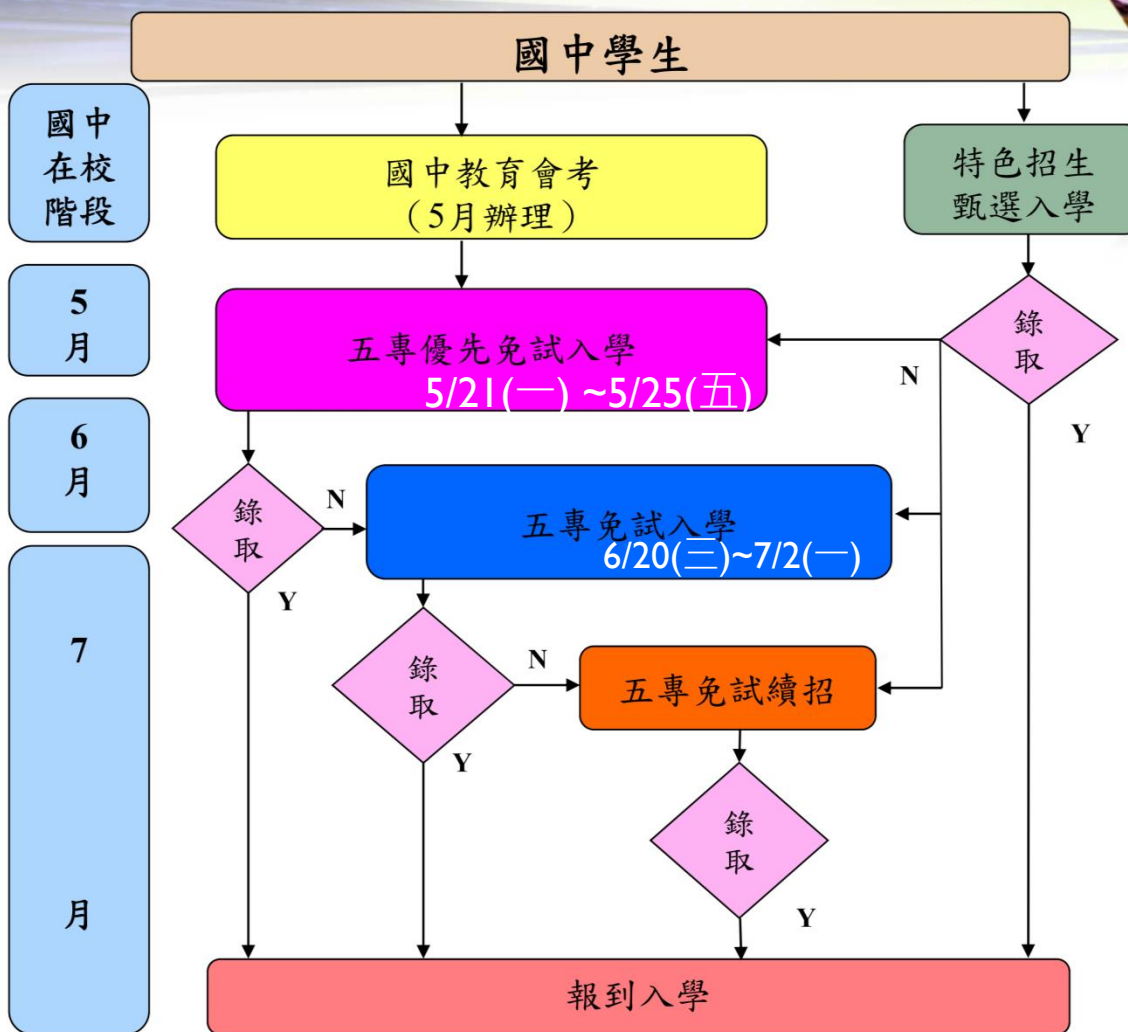 國中學生
國中
在校
階段
國中教育會考
（5月辦理）
特色招生
甄選入學
5
月
五專優先免試入學
5/21(一) ~5/25(五)
錄
取
N
Y
6
月
錄
取
N
Y
五專免試入學
6/20(三)~7/2(一)
7
月
錄
取
N
Y
五專免試續招
錄
取
Y
報到入學